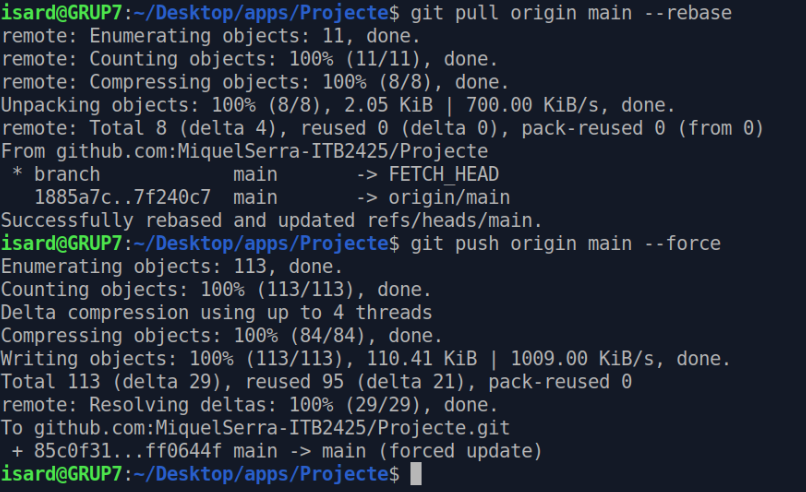 isard@GRUP7:~/Desktop/apps/Projecte$ git pull origin main --rebase
remote: Enumerating objects: 11, done.
remote: Counting objects: 100% (11/11), done.
remote: Compressing objects: 100% (8/8), done.
Unpacking objects: 100% (8/8), 2.05 KiB | 700.00 KiB/s, done.
remote: Total 8 (delta 4), reused 0 (delta 0), pack-reused 0 (from 0)
From github.com:MiquelSerra-ITB2425/Projecte
 * branch            main       -> FETCH_HEAD
   1885a7c..7f240c7  main       -> origin/main
Successfully rebased and updated refs/heads/main.
isard@GRUP7:~/Desktop/apps/Projecte$ git push origin main --force
Enumerating objects: 113, done.
Counting objects: 100% (113/113), done.
Delta compression using up to 4 threads
Compressing objects: 100% (84/84), done.
Writing objects: 100% (113/113), 110.41 KiB | 1009.00 KiB/s, done.
Total 113 (delta 29), reused 95 (delta 21), pack-reused 0
remote: Resolving deltas: 100% (29/29), done.
To github.com:MiquelSerra-ITB2425/Projecte.git
 + 85c0f31...ff0644f main -> main (forced update)
isard@GRUP7:~/Desktop/apps/Projecte$